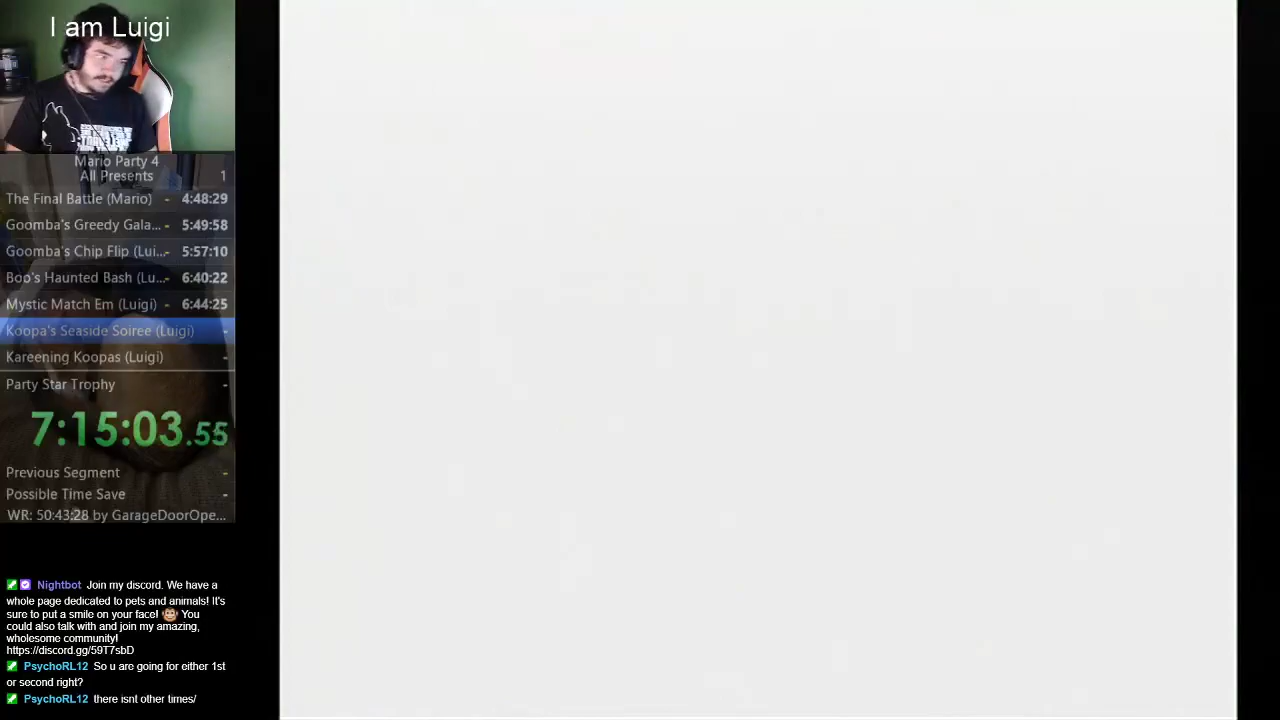 I am Luigi
Mario Party 4
All Presents 1
The Final Battle (Mario) - 4:48:29
Goomba's Greedy Gala... - 5:49:58
Goomba's Chip Flip (Lui... - 5:57:10
Boo's Haunted Bash (Lu... - 6:40:22
Mystic Match Em (Luigi) - 6:44:25
Koopa's Seaside Soiree (Luigi) -
Kareening Koopas (Luigi) -
Party Star Trophy -
7:15:03.55
Previous Segment -
Possible Time Save -
WR: 50:43:28 by GarageDoorOpe...
Nightbot Join my discord. We have a
whole page dedicated to pets and animals! It's
sure to put a smile on your face! 🐵 You
could also talk with and join my amazing,
wholesome community!
https://discord.gg/59T7sbD
PsychoRL12 So u are going for either 1st
or second right?
PsychoRL12 there isnt other times/